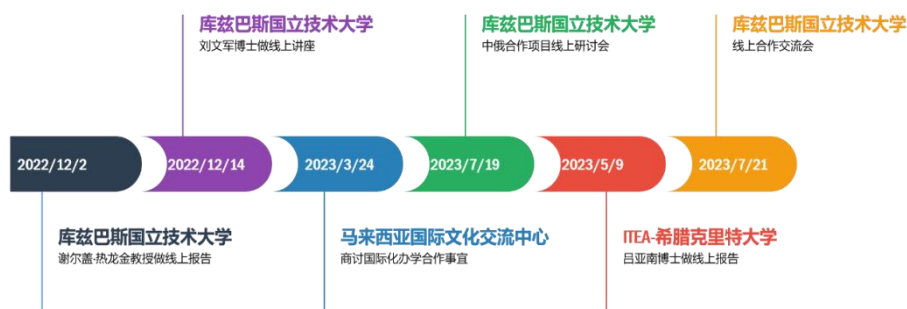 库兹巴斯国立技术大学
刘文军博士做线上讲座
库兹巴斯国立技术大学
中俄合作项目线上研讨会
库兹巴斯国立技术大学
线上合作交流会
2022/12/2
2022/12/14
2023/3/24
2023/7/19
2023/5/9
2023/7/21
库兹巴斯国立技术大学
谢尔盖·热龙金教授做线上报告
马来西亚国际文化交流中心
商讨国际化办学合作事宜
ITEA-希腊克里特大学
吕亚南博士做线上报告